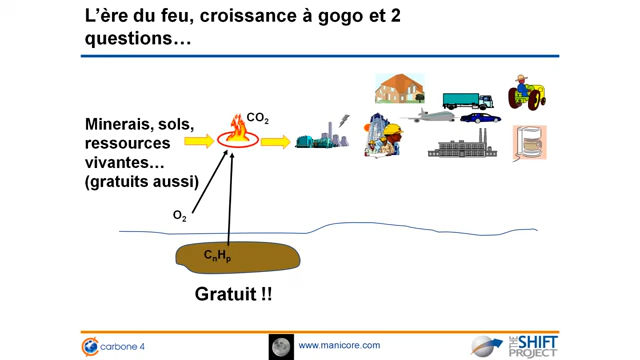 L'ère du feu, croissance à gogo et 2
questions…
CO₂
Minerais, sols,
ressources
vivantes…
(gratuits aussi)
O₂
CₙHₚ
Gratuit !!
carbone 4
www.manicore.com
THE SHIFT
PROJECT